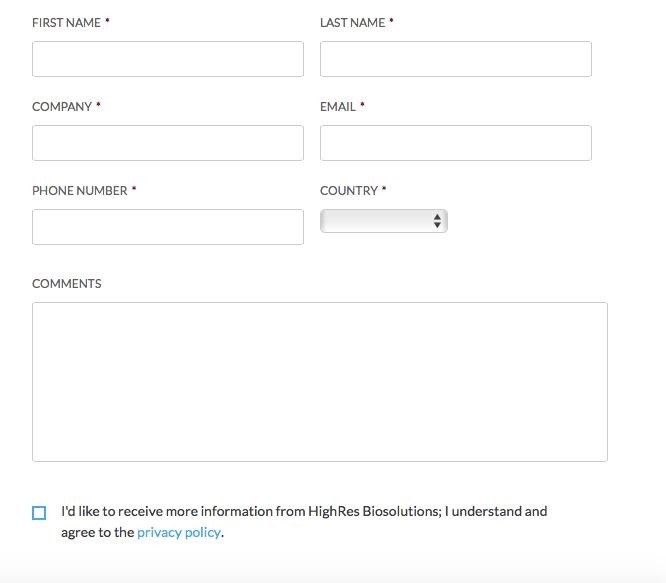 FIRST NAME *
LAST NAME *
COMPANY *
EMAIL *
PHONE NUMBER *
COUNTRY *
COMMENTS
I'd like to receive more information from HighRes Biosolutions; I understand and
agree to the privacy policy.